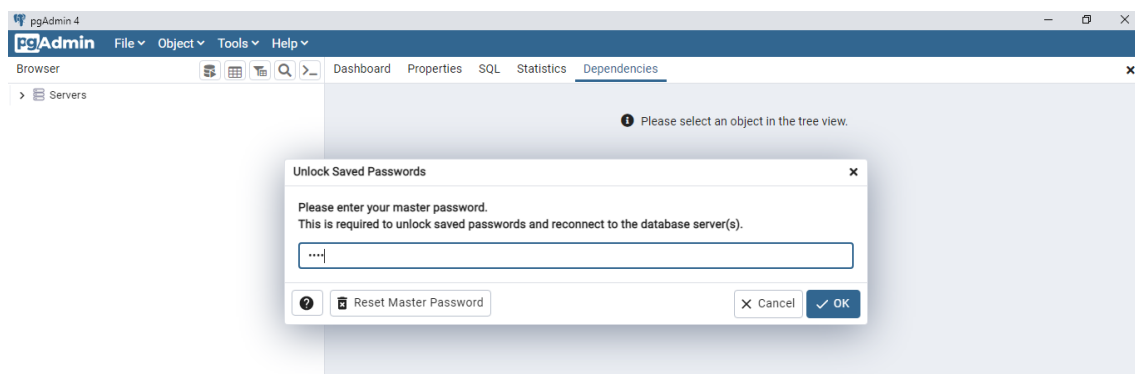 pgAdmin 4
pgAdmin File Object Tools Help
Browser Dashboard Properties SQL Statistics Dependencies
Servers
Please select an object in the tree view.
Unlock Saved Passwords
Please enter your master password.
This is required to unlock saved passwords and reconnect to the database server(s).
Reset Master Password Cancel OK